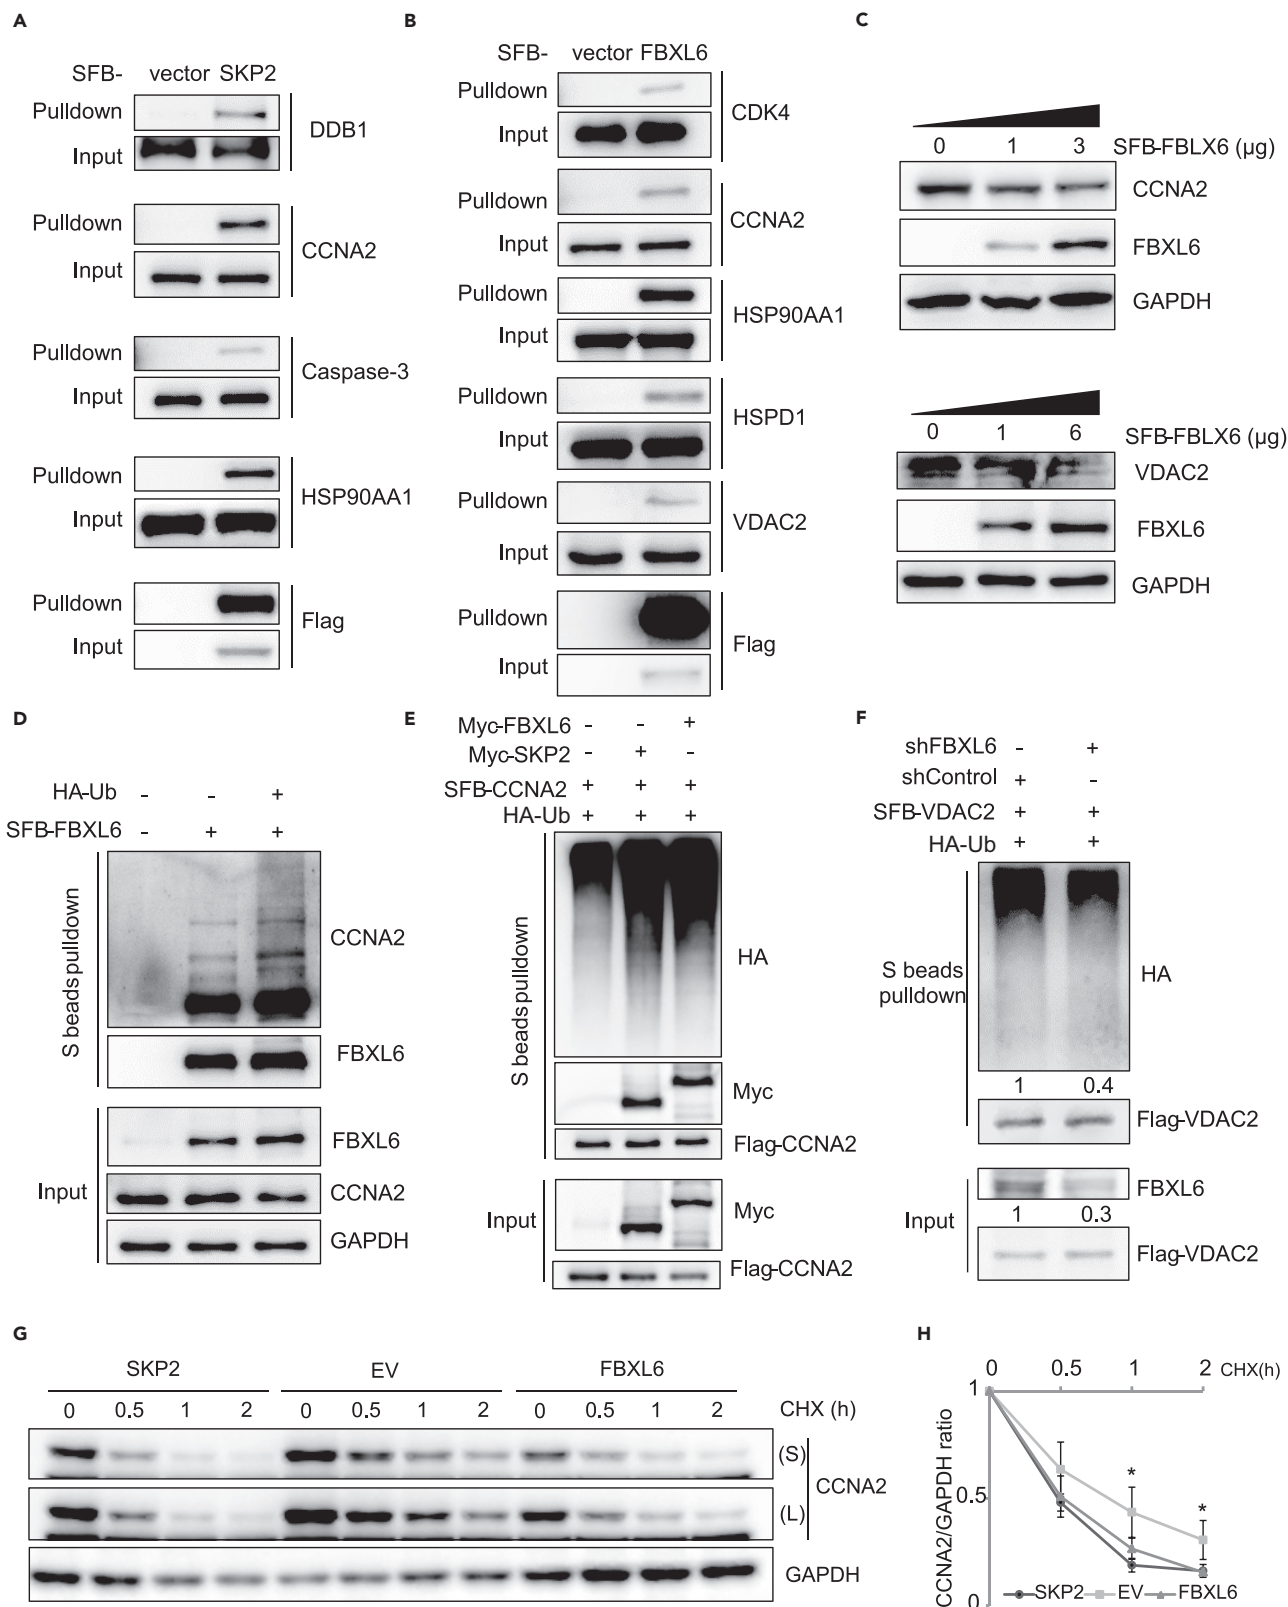 A
SFB- vector SKP2
Pulldown
DDB1
Input
Pulldown
CCNA2
Input
Pulldown
Caspase-3
Input
Pulldown
HSP90AA1
Input
Pulldown
Flag
Input
B
SFB- vector FBXL6
Pulldown
CDK4
Input
Pulldown
CCNA2
Input
Pulldown
HSP90AA1
Input
Pulldown
HSPD1
Input
Pulldown
VDAC2
Input
Pulldown
Flag
Input
C
0 1 3 SFB-FBLX6 (µg)
CCNA2
FBXL6
GAPDH
0 1 6 SFB-FBLX6 (µg)
VDAC2
FBXL6
GAPDH
D
HA-Ub - - +
SFB-FBXL6 - + +
S beads pulldown
CCNA2
FBXL6
Input
FBXL6
CCNA2
GAPDH
E
Myc-FBXL6 - - +
Myc-SKP2 - + -
SFB-CCNA2 + + +
HA-Ub + + +
S beads pulldown
HA
Myc
Flag-CCNA2
Input
Myc
Flag-CCNA2
F
shFBXL6 - +
shControl + -
SFB-VDAC2 + +
HA-Ub + +
S beads
pulldown
HA
1 0.4
Flag-VDAC2
Input
FBXL6
1 0.3
Flag-VDAC2
G
SKP2 EV FBXL6
0 0.5 1 2 0 0.5 1 2 0 0.5 1 2 CHX (h)
(S)
CCNA2
(L)
GAPDH
H
0 0.5 1 2 CHX(h)
1
CCNA2/GAPDH ratio
*
*
0.5
SKP2 EV FBXL6
0